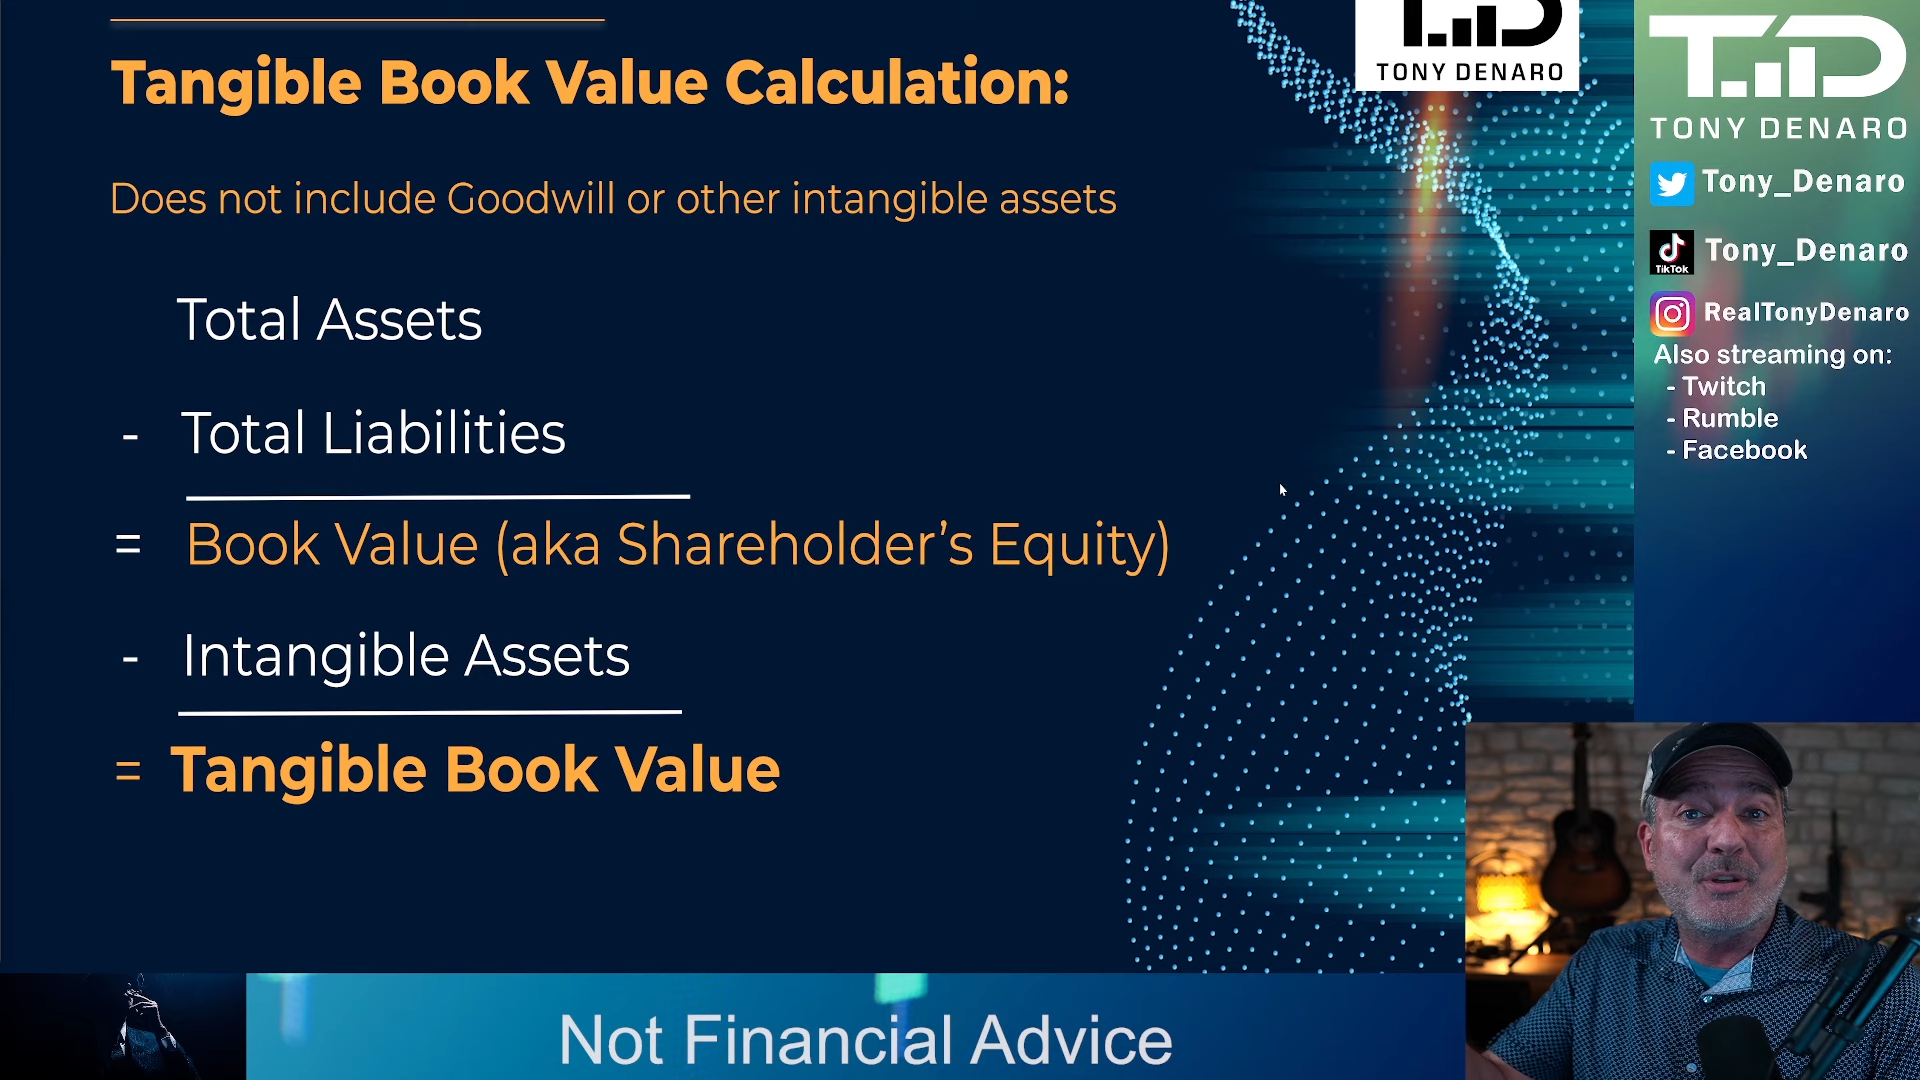 Tangible Book Value Calculation:
Does not include Goodwill or other intangible assets
Total Assets
- Total Liabilities
= Book Value (aka Shareholder’s Equity)
- Intangible Assets
= Tangible Book Value
TONY DENARO
TONY DENARO
Tony_Denaro
TikTok
Tony_Denaro
RealTonyDenaro
Also streaming on:
- Twitch
- Rumble
- Facebook
Not Financial Advice